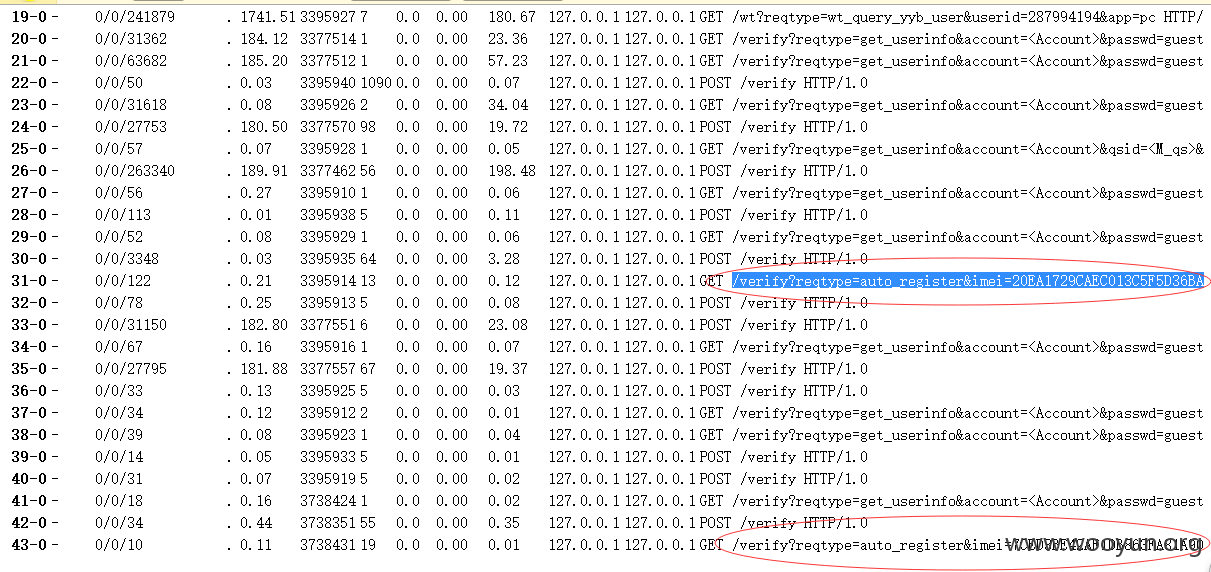 19-0 - 0/0/241879 . 1741.51 3395927 7 0.0 0.00 180.67 127.0.0.1 127.0.0.1 GET /wt?reqtype=wt_query_yyb_user&userid=287994194&app=pc HTTP/
20-0 - 0/0/31362 . 184.12 3377514 1 0.0 0.00 23.36 127.0.0.1 127.0.0.1 GET /verify?reqtype=get_userinfo&account=<Account>&passwd=guest
21-0 - 0/0/63682 . 185.20 3377512 1 0.0 0.00 57.23 127.0.0.1 127.0.0.1 GET /verify?reqtype=get_userinfo&account=<Account>&passwd=guest
22-0 - 0/0/50 . 0.03 3395940 1090 0.0 0.00 0.07 127.0.0.1 127.0.0.1 POST /verify HTTP/1.0
23-0 - 0/0/31618 . 0.08 3395926 2 0.0 0.00 34.04 127.0.0.1 127.0.0.1 GET /verify?reqtype=get_userinfo&account=<Account>&passwd=guest
24-0 - 0/0/27753 . 180.50 3377570 98 0.0 0.00 19.72 127.0.0.1 127.0.0.1 POST /verify HTTP/1.0
25-0 - 0/0/57 . 0.07 3395928 1 0.0 0.00 0.05 127.0.0.1 127.0.0.1 GET /verify?reqtype=get_userinfo&account=<Account>&qsid=<M_qs>&
26-0 - 0/0/263340 . 189.91 3377462 56 0.0 0.00 198.48 127.0.0.1 127.0.0.1 POST /verify HTTP/1.0
27-0 - 0/0/56 . 0.27 3395910 1 0.0 0.00 0.06 127.0.0.1 127.0.0.1 GET /verify?reqtype=get_userinfo&account=<Account>&passwd=guest
28-0 - 0/0/113 . 0.01 3395938 5 0.0 0.00 0.11 127.0.0.1 127.0.0.1 POST /verify HTTP/1.0
29-0 - 0/0/52 . 0.08 3395929 1 0.0 0.00 0.06 127.0.0.1 127.0.0.1 GET /verify?reqtype=get_userinfo&account=<Account>&passwd=guest
30-0 - 0/0/3348 . 0.03 3395935 64 0.0 0.00 3.28 127.0.0.1 127.0.0.1 POST /verify HTTP/1.0
31-0 - 0/0/122 . 0.21 3395914 13 0.0 0.00 0.12 127.0.0.1 127.0.0.1 GET /verify?reqtype=auto_register&imei=20EA1729CAEC013C5F5D36BA
32-0 - 0/0/78 . 0.25 3395913 5 0.0 0.00 0.08 127.0.0.1 127.0.0.1 POST /verify HTTP/1.0
33-0 - 0/0/31150 . 182.80 3377551 6 0.0 0.00 23.08 127.0.0.1 127.0.0.1 GET /verify?reqtype=get_userinfo&account=<Account>&passwd=guest
34-0 - 0/0/67 . 0.16 3395916 1 0.0 0.00 0.07 127.0.0.1 127.0.0.1 GET /verify?reqtype=get_userinfo&account=<Account>&passwd=guest
35-0 - 0/0/27795 . 181.88 3377557 67 0.0 0.00 19.37 127.0.0.1 127.0.0.1 POST /verify HTTP/1.0
36-0 - 0/0/33 . 0.13 3395925 5 0.0 0.00 0.03 127.0.0.1 127.0.0.1 POST /verify HTTP/1.0
37-0 - 0/0/34 . 0.12 3395912 2 0.0 0.00 0.01 127.0.0.1 127.0.0.1 GET /verify?reqtype=get_userinfo&account=<Account>&passwd=guest
38-0 - 0/0/39 . 0.08 3395923 1 0.0 0.00 0.04 127.0.0.1 127.0.0.1 GET /verify?reqtype=get_userinfo&account=<Account>&passwd=guest
39-0 - 0/0/14 . 0.05 3395933 5 0.0 0.00 0.01 127.0.0.1 127.0.0.1 POST /verify HTTP/1.0
40-0 - 0/0/31 . 0.07 3395919 5 0.0 0.00 0.02 127.0.0.1 127.0.0.1 POST /verify HTTP/1.0
41-0 - 0/0/18 . 0.16 3738424 1 0.0 0.00 0.02 127.0.0.1 127.0.0.1 GET /verify?reqtype=get_userinfo&account=<Account>&passwd=guest
42-0 - 0/0/34 . 0.44 3738351 55 0.0 0.00 0.35 127.0.0.1 127.0.0.1 POST /verify HTTP/1.0
43-0 - 0/0/10 . 0.11 3738431 19 0.0 0.00 0.01 127.0.0.1 127.0.0.1 GET /verify?reqtype=auto_register&imei=
www.wooyun.org